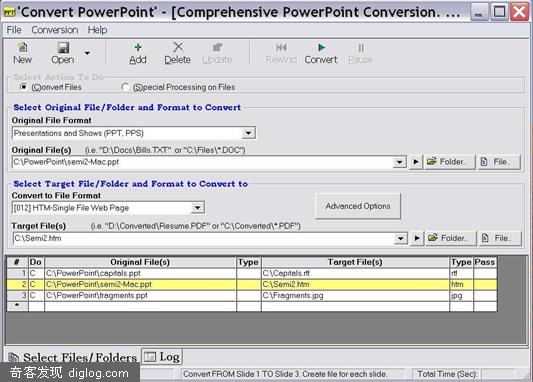 PPT 'Convert PowerPoint' - [Comprehensive PowerPoint Conversion. ...
File Conversion Help
New Open Add Delete Update Rewind Convert Pause
Select Action To Do
(C)onvert Files (S)pecial Processing on Files
Select Original File/Folder and Format to Convert
Original File Format
Presentations and Shows (PPT, PPS)
Original File(s) (i.e. "D:\Docs\Bills.TXT" or "C:\Files\*.DOC")
C:\PowerPoint\semi2-Mac.ppt Folder.. File..
Select Target File/Folder and Format to Convert to
Convert to File Format
[012] HTM-Single File Web Page Advanced Options
Target File(s) (i.e. "D:\Converted\Resume.PDF" or "C:\Converted\*.PDF")
C:\Semi2.htm Folder.. File..
# Do Original File(s) Type Target File(s) Type Pass
1 C C:\PowerPoint\capitals.ppt C:\Capitals.rtf rtf
2 C C:\PowerPoint\semi2-Mac.ppt C:\Semi2.htm htm
3 C C:\PowerPoint\fragments.ppt C:\Fragments.jpg jpg
*
Select Files/Folders Log
奇客发现 diglog.com Convert FROM Slide 1 TO Slide 3. Create file for each slide. Total Time (Sec):